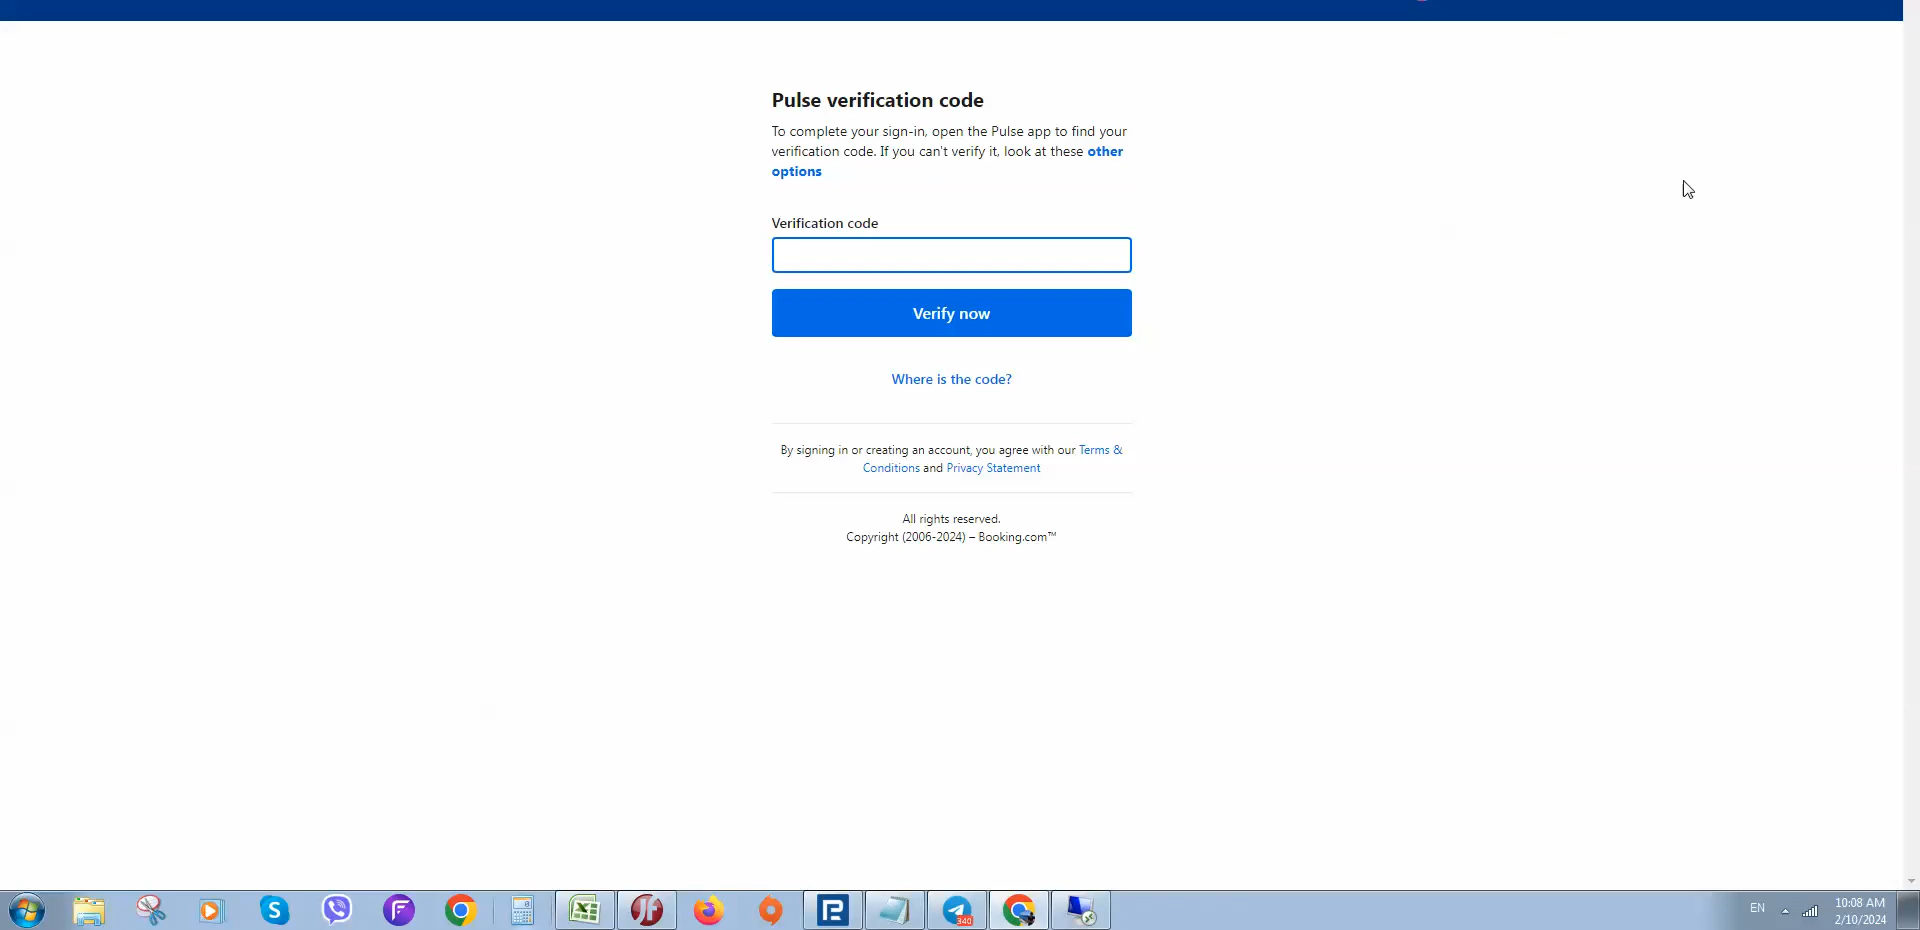 Pulse verification code
To complete your sign-in, open the Pulse app to find your
verification code. If you can't verify it, look at these other
options
Verification code
Verify now
Where is the code?
By signing in or creating an account, you agree with our Terms &
Conditions and Privacy Statement
All rights reserved.
Copyright (2006-2024) – Booking.com™
340
EN
10:08 AM
2/10/2024